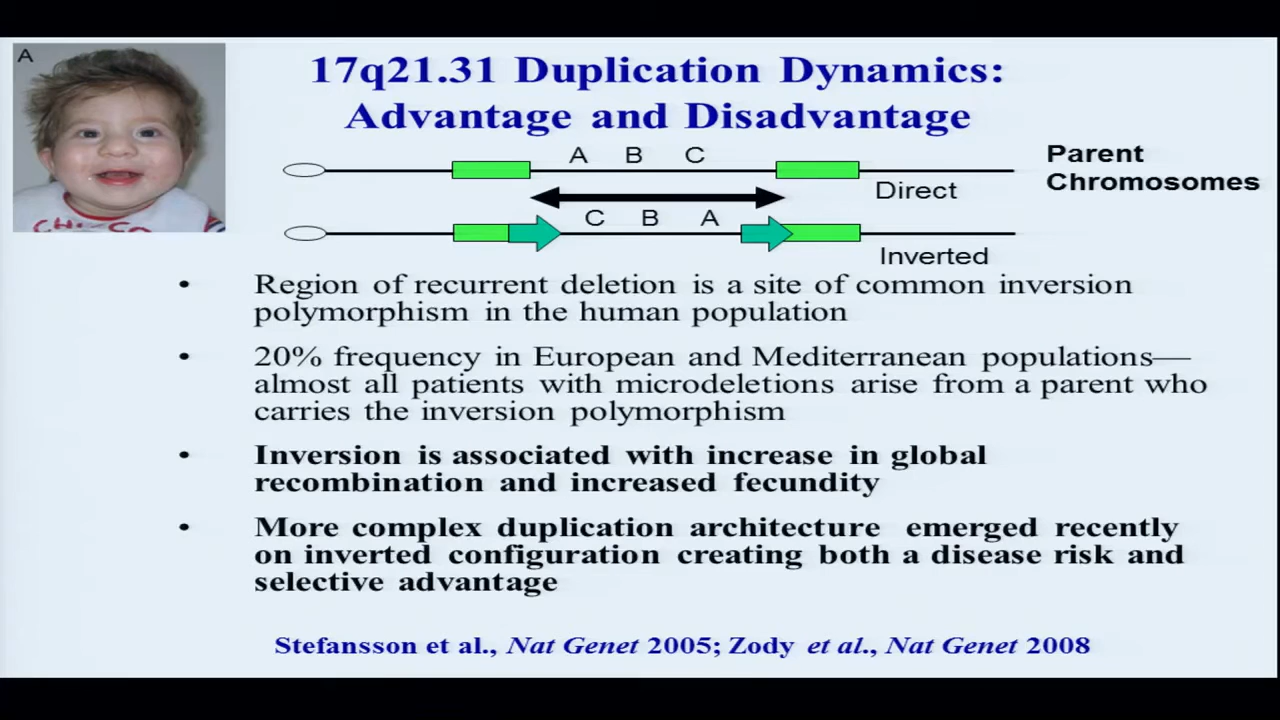 A
17q21.31 Duplication Dynamics:
Advantage and Disadvantage
A B C
Parent
Chromosomes
Direct
C B A
Inverted
• Region of recurrent deletion is a site of common inversion
polymorphism in the human population
• 20% frequency in European and Mediterranean populations—
almost all patients with microdeletions arise from a parent who
carries the inversion polymorphism
• Inversion is associated with increase in global
recombination and increased fecundity
• More complex duplication architecture emerged recently
on inverted configuration creating both a disease risk and
selective advantage
Stefansson et al., Nat Genet 2005; Zody et al., Nat Genet 2008